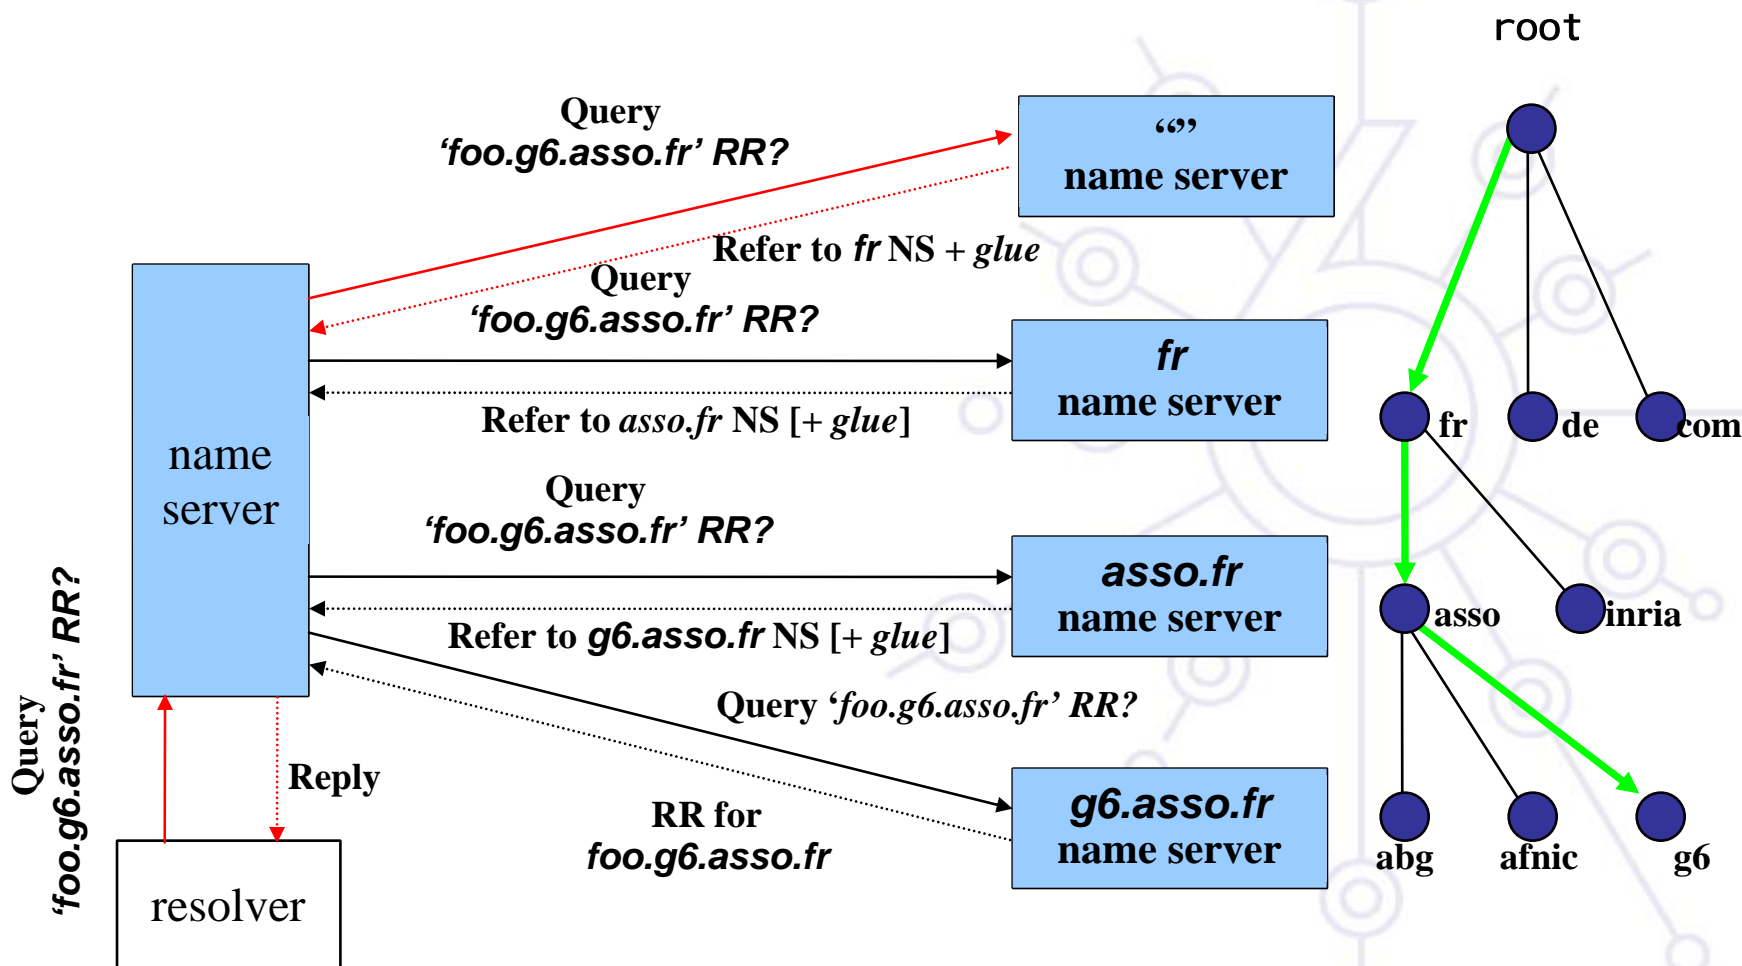 root
Query
‘foo.g6.asso.fr’ RR?
“”
name server
Refer to fr NS + glue
Query
‘foo.g6.asso.fr’ RR?
fr
name server
Refer to asso.fr NS [+ glue]
fr
de
com
name
server
Query
‘foo.g6.asso.fr’ RR?
asso.fr
name server
Refer to g6.asso.fr NS [+ glue]
asso
inria
Query ‘foo.g6.asso.fr’ RR?
Query
‘foo.g6.asso.fr’ RR?
Reply
RR for
foo.g6.asso.fr
g6.asso.fr
name server
abg
afnic
g6
resolver